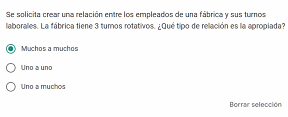 Se solicita crear una relación entre los empleados de una fábrica y sus turnos
laborales. La fábrica tiene 3 turnos rotativos. ¿Qué tipo de relación es la apropiada?
Muchos a muchos
Uno a uno
Uno a muchos
Borrar selección